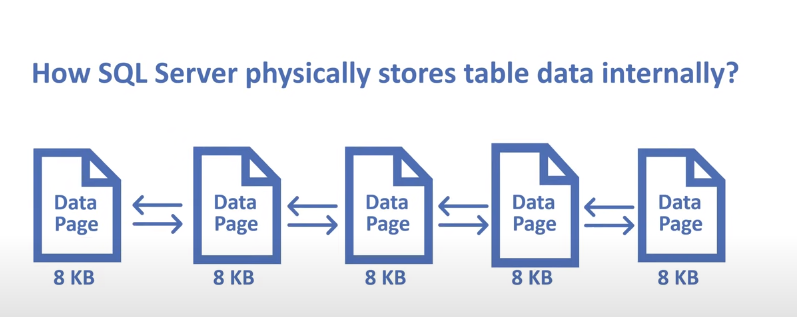 How SQL Server physically stores table data internally?
Data
Page
Data
Page
Data
Page
Data
Page
Data
Page
8 KB
8 KB
8 KB
8 KB
8 KB